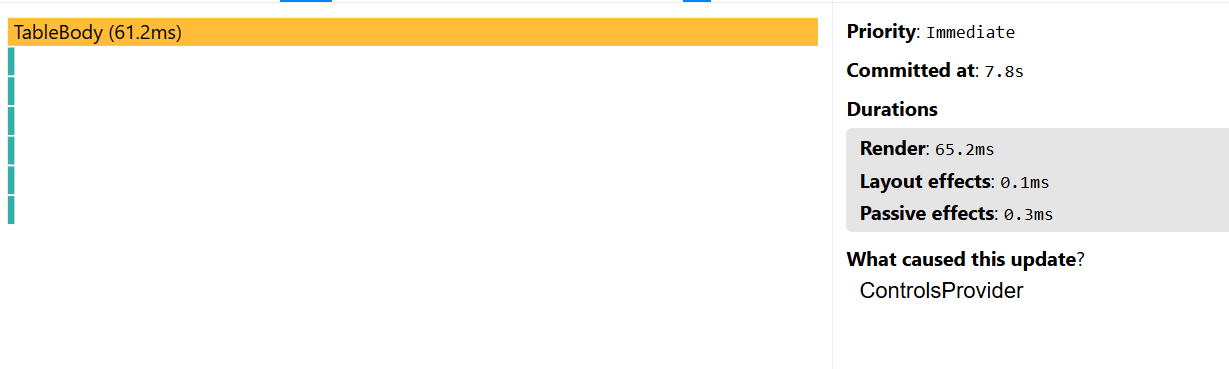 TableBody (61.2ms)
Priority: Immediate
Committed at: 7.8s
Durations
Render: 65.2ms
Layout effects: 0.1ms
Passive effects: 0.3ms
What caused this update?
ControlsProvider